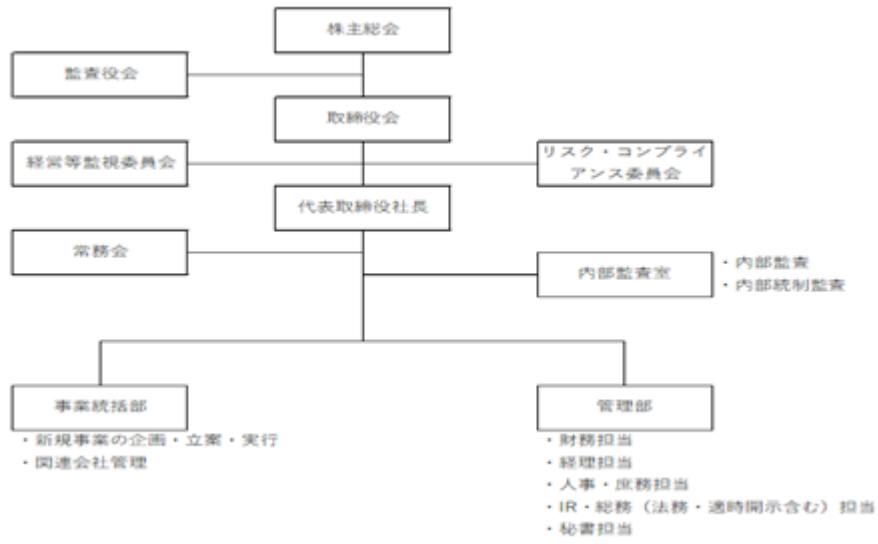 株主総会
監査役会
取締役会
経営等監視委員会
リスク・コンプライ
アンス委員会
代表取締役社長
常務会
内部監査室
・内部監査
・内部統制監査
事業統括部
・新規事業の企画・立案・実行
・関連会社管理
管理部
・財務担当
・経理担当
・人事・庶務担当
・IR・総務（法務・適時開示含む）担当
・秘書担当